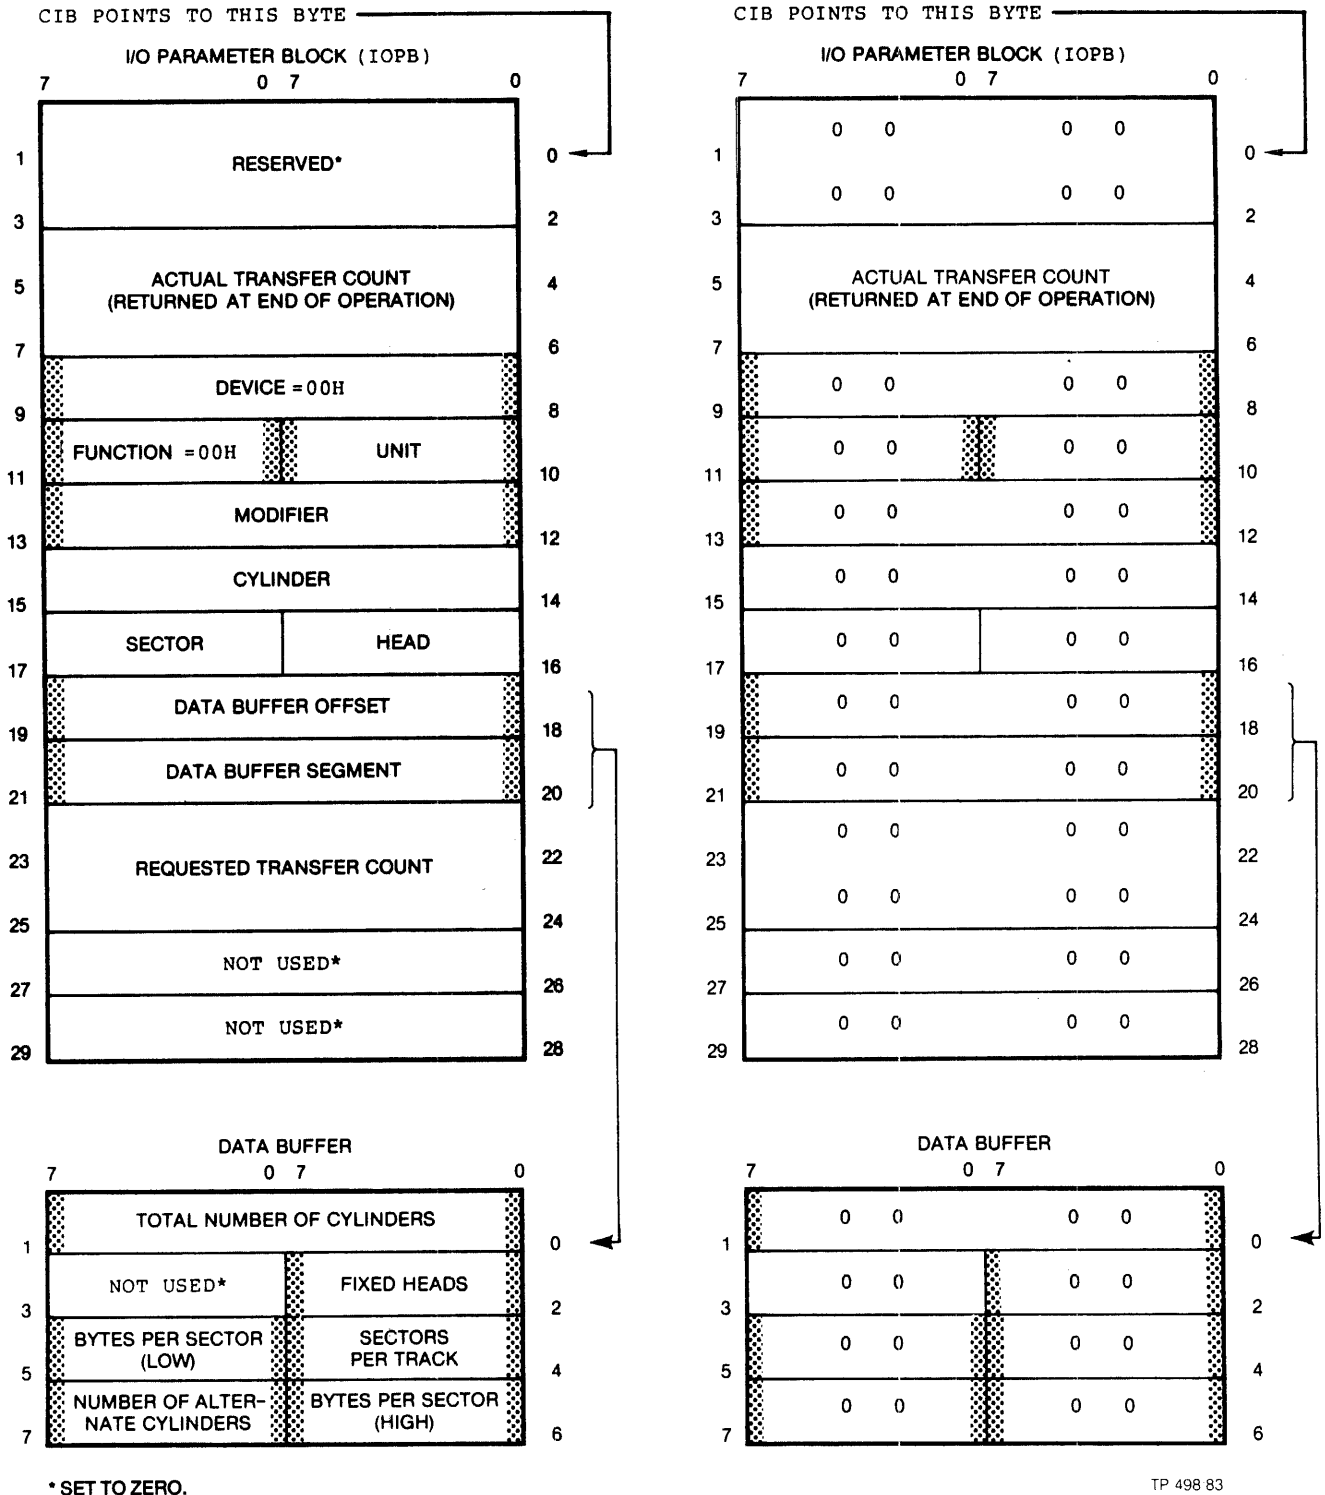 CIB POINTS TO THIS BYTE
I/O PARAMETER BLOCK (IOPB)
7 0 7 0
RESERVED*
1 0
3 2
ACTUAL TRANSFER COUNT
(RETURNED AT END OF OPERATION)
5 4
7 6
DEVICE =00H
9 8
FUNCTION =00H UNIT
11 10
MODIFIER
13 12
CYLINDER
15 14
SECTOR HEAD
17 16
DATA BUFFER OFFSET
19 18
DATA BUFFER SEGMENT
21 20
REQUESTED TRANSFER COUNT
23 22
25 24
NOT USED*
27 26
NOT USED*
29 28
DATA BUFFER
7 0 7 0
TOTAL NUMBER OF CYLINDERS
1 0
NOT USED* FIXED HEADS
3 2
BYTES PER SECTOR
(LOW)
SECTORS
PER TRACK
5 4
NUMBER OF ALTER-
NATE CYLINDERS
BYTES PER SECTOR
(HIGH)
7 6
* SET TO ZERO.
CIB POINTS TO THIS BYTE
I/O PARAMETER BLOCK (IOPB)
7 0 7 0
0 0 0 0
1 0
0 0 0 0
3 2
ACTUAL TRANSFER COUNT
(RETURNED AT END OF OPERATION)
5 4
7 6
0 0 0 0
9 8
0 0 0 0
11 10
0 0 0 0
13 12
0 0 0 0
15 14
0 0 0 0
17 16
0 0 0 0
19 18
0 0 0 0
21 20
0 0 0 0
23 22
0 0 0 0
25 24
0 0 0 0
27 26
0 0 0 0
29 28
DATA BUFFER
7 0 7 0
0 0 0 0
1 0
0 0 0 0
3 2
0 0 0 0
5 4
0 0 0 0
7 6
TP 498 83